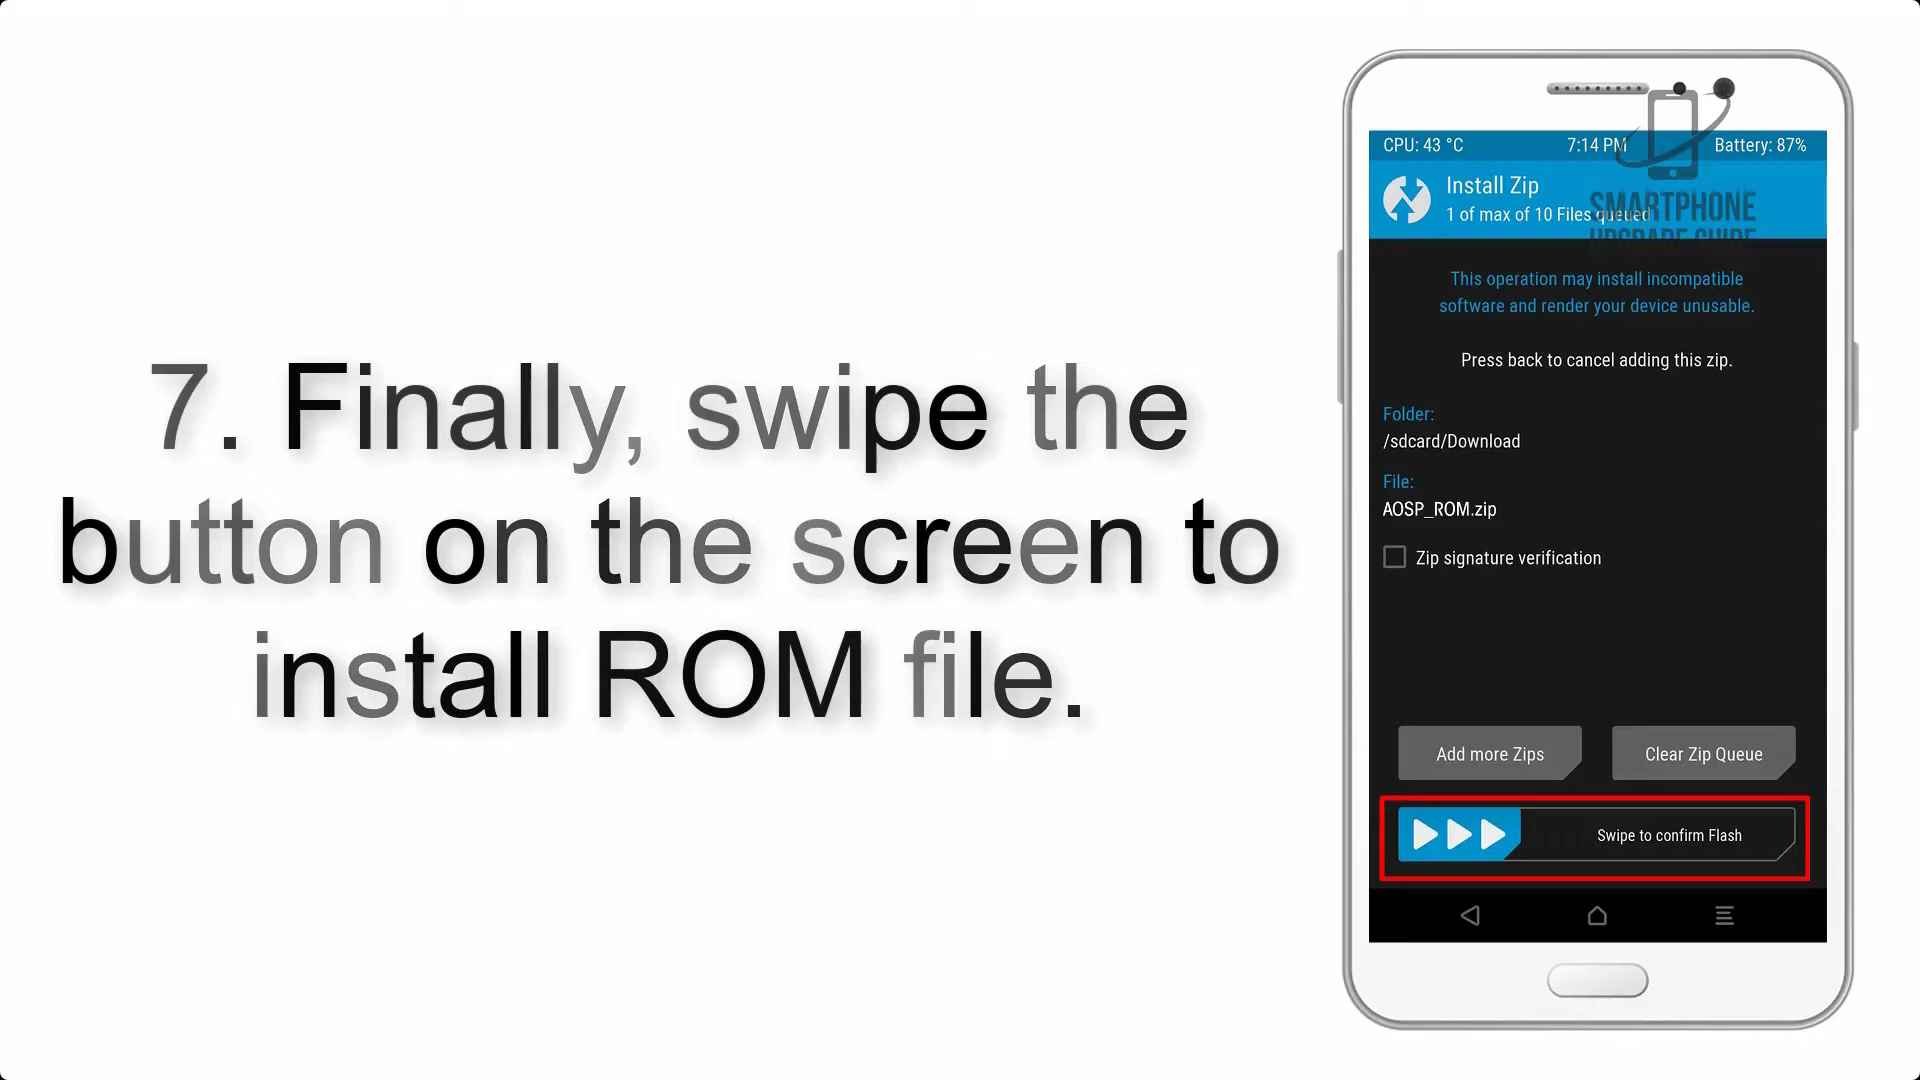 7. Finally, swipe the
button on the screen to
install ROM file.
CPU: 43 °C 7:14 PM Battery: 87%
Install Zip
1 of max of 10 Files queued
SMARTPHONE
UPGRADE GUIDE
This operation may install incompatible
software and render your device unusable.
Press back to cancel adding this zip.
Folder:
/sdcard/Download
File:
AOSP_ROM.zip
Zip signature verification
Add more Zips Clear Zip Queue
Swipe to confirm Flash